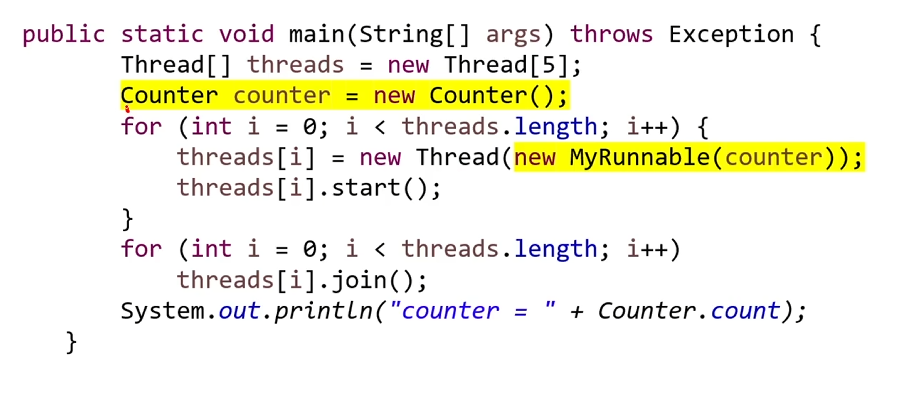 public static void main(String[] args) throws Exception {
Thread[] threads = new Thread[5];
Counter counter = new Counter();
for (int i = 0; i < threads.length; i++) {
threads[i] = new Thread(new MyRunnable(counter));
threads[i].start();
}
for (int i = 0; i < threads.length; i++)
threads[i].join();
System.out.println("counter = " + Counter.count);
}